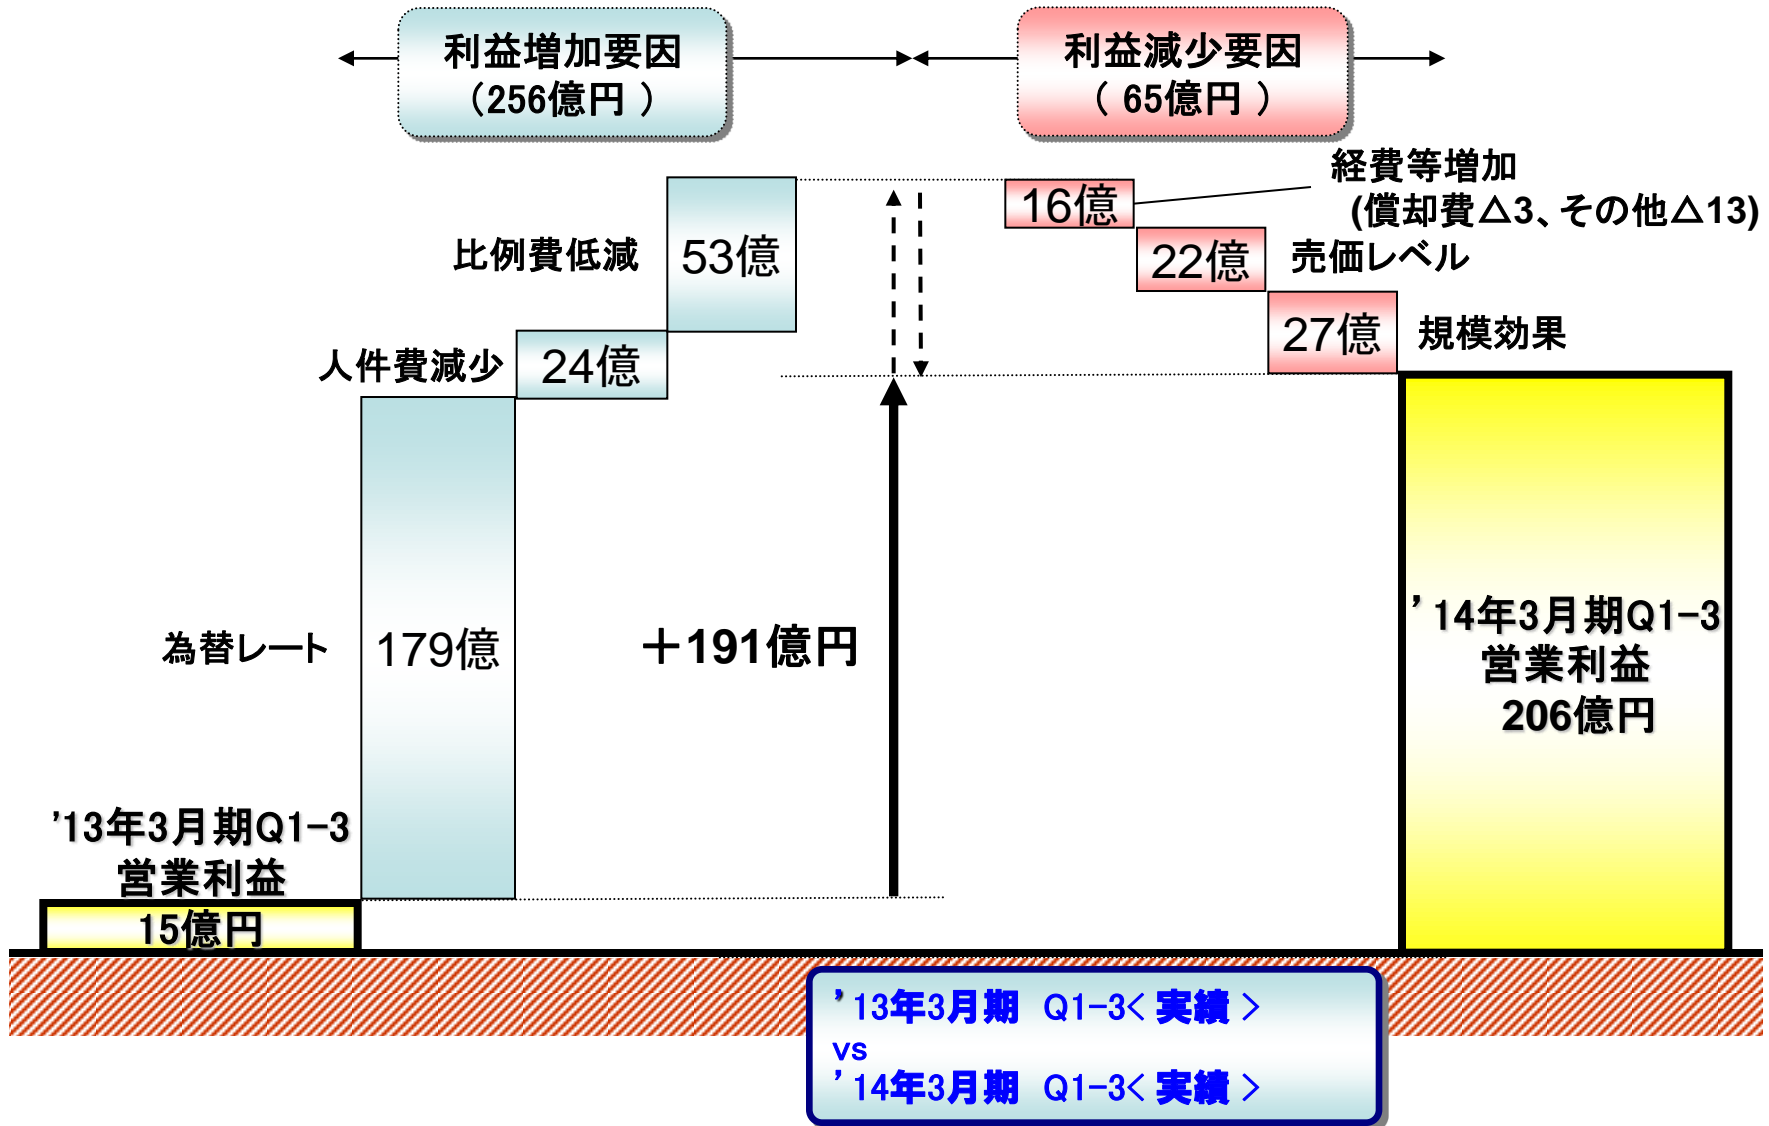 利益増加要因
（256億円 ）
利益減少要因
（ 65億円 ）
経費等増加
(償却費△3、その他△13)
16億
比例費低減
53億
22億
売価レベル
27億
規模効果
人件費減少
24億
為替レート
179億
＋191億円
’14年3月期Q1-3
営業利益
206億円
’13年3月期Q1-3
営業利益
15億円
’13年3月期 Q1-3＜ 実績 ＞
vs
’14年3月期 Q1-3＜ 実績 ＞